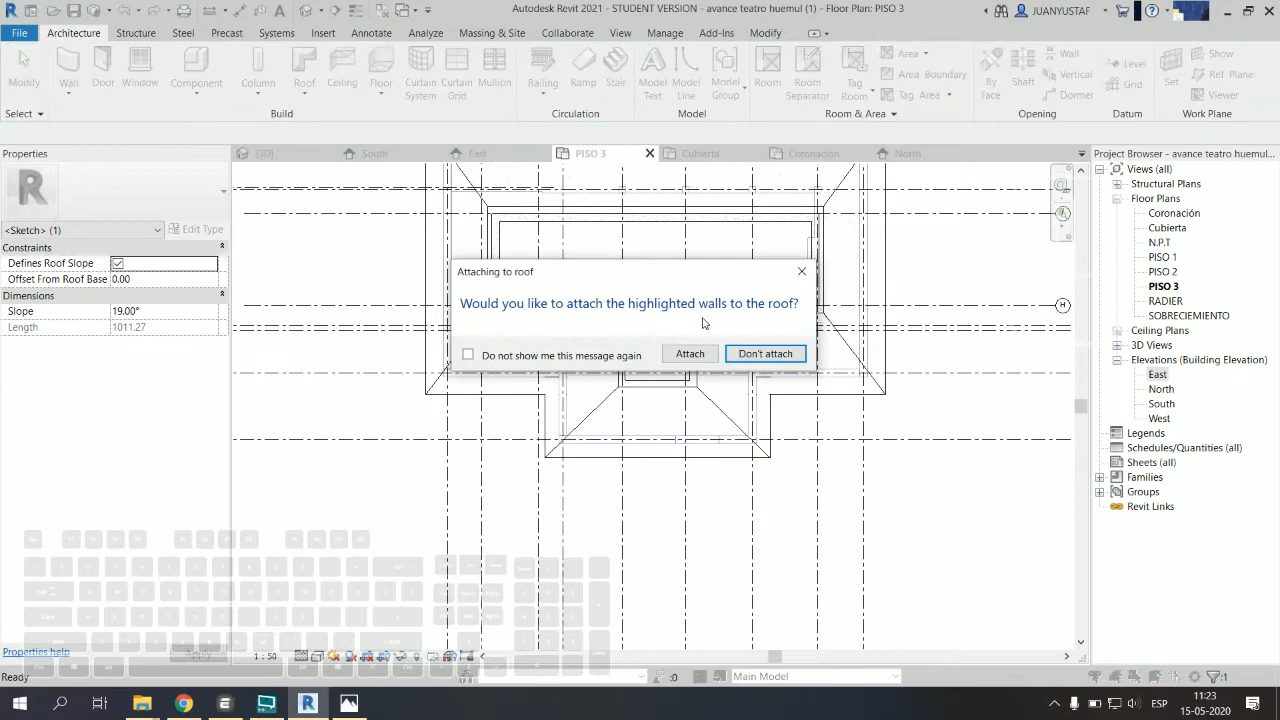 Autodesk Revit 2021 - STUDENT VERSION - avance teatro huemul - Floor Plan: PISO 3
JUANYUSTAF
File Architecture Structure Steel Precast Systems Insert Annotate Analyze Massing & Site Collaborate View Manage Add-Ins Modify
Modify Wall Door Window Component Column Roof Ceiling Curtain System Curtain Grid Mullion Floor Railing Ramp Stair Model Text Model Line Model Group Room Room Separator Tag Room
Area
Area Boundary
Tag Area
By Face Shaft
Wall
Vertical
Dormer
Level
Grid
Set
Show
Ref Plane
Viewer
Select Build Circulation Model Room & Area Opening Datum Work Plane
Properties
{3D} South East PISO 3 Cubierta Coronación North
Project Browser - avance teatro huemul...
<Sketch> (1)
Edit Type
Constraints
Defines Roof Slope
Offset From Roof Base 0.00
Dimensions
Slope 19.00°
Length 1011.27
Properties help
Apply
Attaching to roof
Would you like to attach the highlighted walls to the roof?
Do not show me this message again
Attach
Don't attach
H
Views (all)
Structural Plans
Floor Plans
Coronación
Cubierta
N.P.T
PISO 1
PISO 2
PISO 3
RADIER
SOBRECIMIENTO
Ceiling Plans
3D Views
Elevations (Building Elevation)
East
North
South
West
Legends
Schedules/Quantities (all)
Sheets (all)
Families
Groups
Revit Links
1 : 50
Ready
:0
Main Model
:1
ESP
11:23
15-05-2020